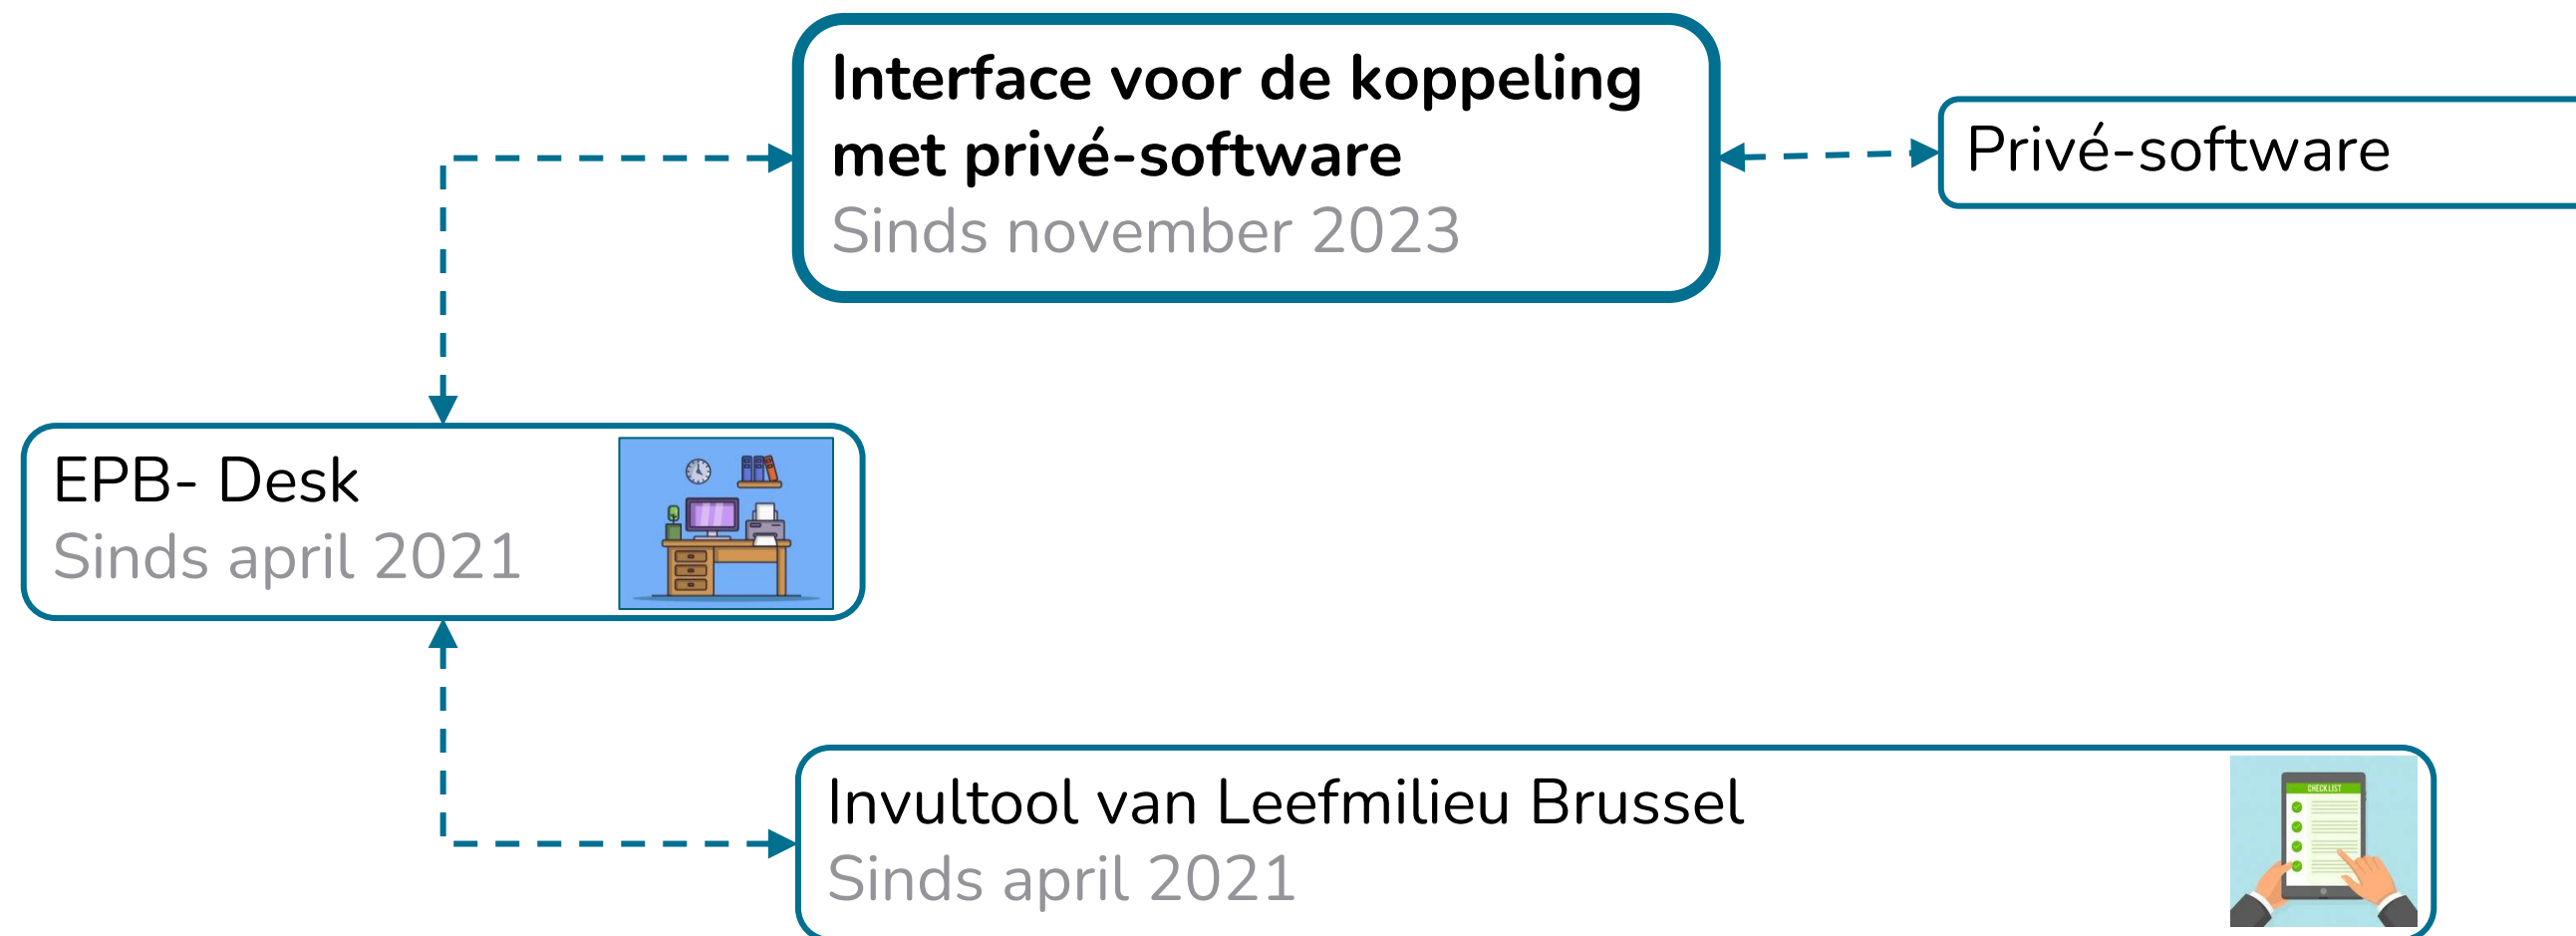 Interface voor de koppeling
met privé-software
Sinds november 2023
Privé-software
EPB- Desk
Sinds april 2021
Invultool van Leefmilieu Brussel
Sinds april 2021
CHECKLIST